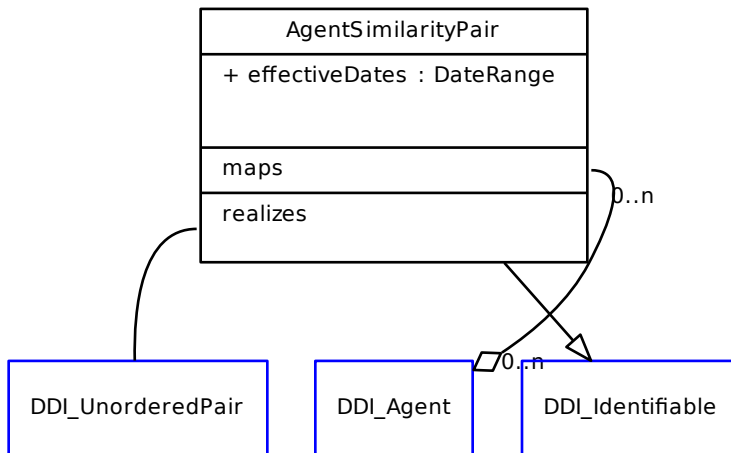 AgentSimilarityPair
+ effectiveDates : DateRange
maps
0..n
realizes
0..n
DDI_UnorderedPair
DDI_Agent
DDI_Identifiable